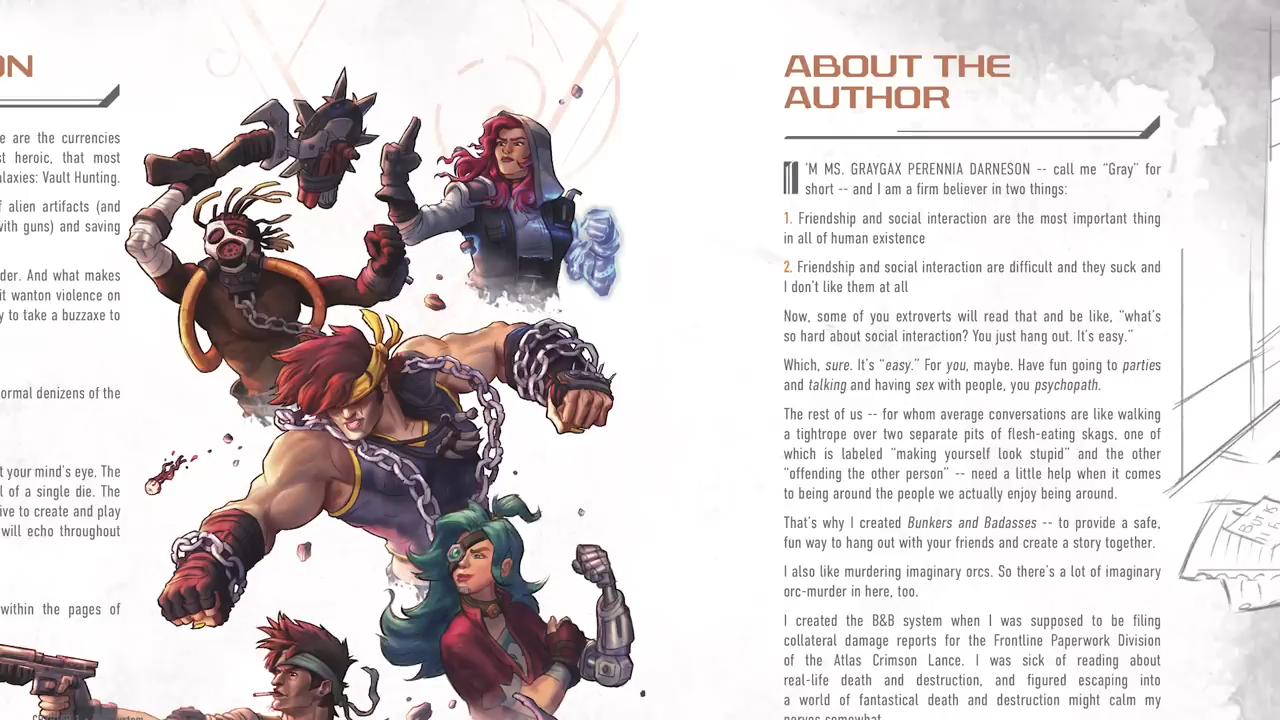 ON
e are the currencies
st heroic, that most
alaxies: Vault Hunting.
f alien artifacts (and
with guns) and saving
der. And what makes
it wanton violence on
y to take a buzzaxe to
ormal denizens of the
t your mind's eye. The
l of a single die. The
ive to create and play
will echo throughout
within the pages of
ABOUT THE
AUTHOR
I'M MS. GRAYGAX PERENNIA DARNESON -- call me “Gray” for
short -- and I am a firm believer in two things:
1. Friendship and social interaction are the most important thing
in all of human existence
2. Friendship and social interaction are difficult and they suck and
I don't like them at all
Now, some of you extroverts will read that and be like, “what's
so hard about social interaction? You just hang out. It's easy.”
Which, sure. It's “easy.” For you, maybe. Have fun going to parties
and talking and having sex with people, you psychopath.
The rest of us -- for whom average conversations are like walking
a tightrope over two separate pits of flesh-eating skags, one of
which is labeled “making yourself look stupid” and the other
“offending the other person” -- need a little help when it comes
to being around the people we actually enjoy being around.
That's why I created Bunkers and Badasses -- to provide a safe,
fun way to hang out with your friends and create a story together.
I also like murdering imaginary orcs. So there's a lot of imaginary
orc-murder in here, too.
I created the B&B system when I was supposed to be filing
collateral damage reports for the Frontline Paperwork Division
of the Atlas Crimson Lance. I was sick of reading about
real-life death and destruction, and figured escaping into
a world of fantastical death and destruction might calm my
nerves somewhat.